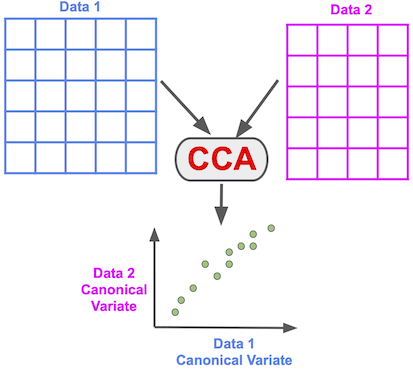 Data 1
Data 2
CCA
Data 2
Canonical
Variate
Data 1
Canonical Variate